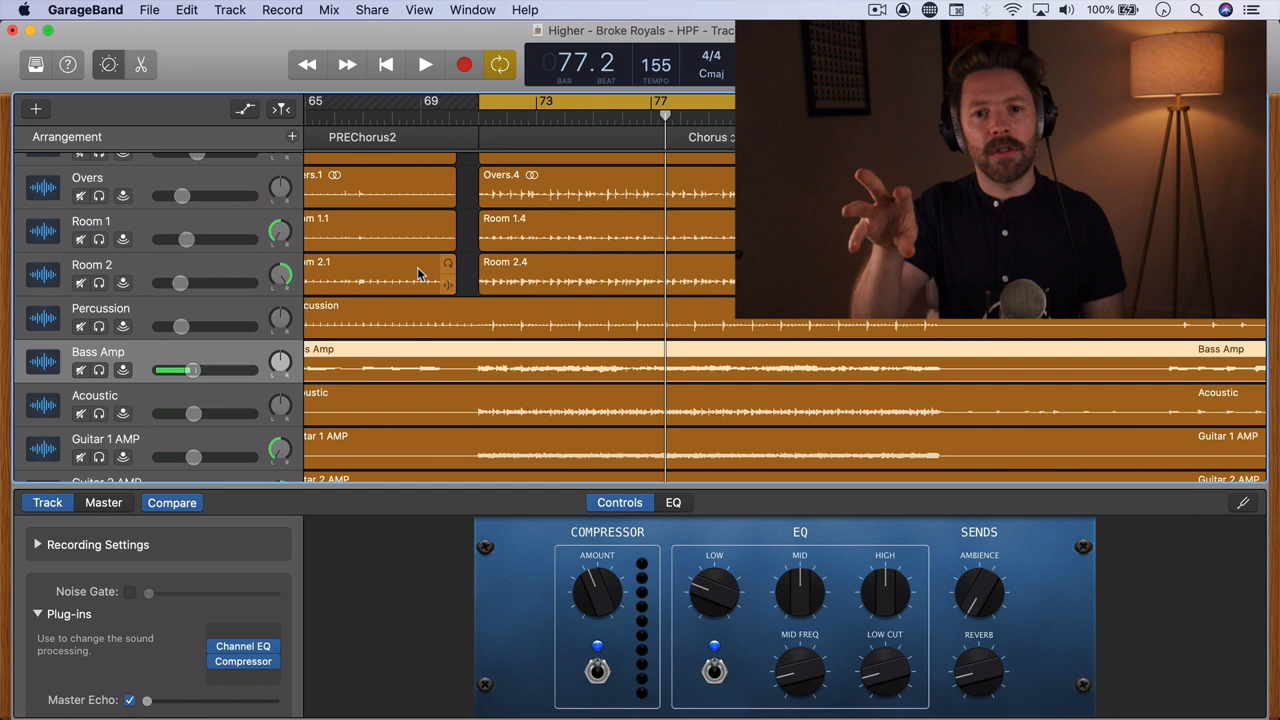 GarageBand File Edit Track Record Mix Share View Window Help 100%
Higher - Broke Royals - HPF - Trac
077.2 155 4/4
BAR BEAT TEMPO Cmaj
65 69 73 77
Arrangement PREChorus2 Chorus
Overs ers.1 Overs.4
L R
Room 1 m 1.1 Room 1.4
L R
Room 2 m 2.1 Room 2.4
L R
Percussion cussion
L R
Bass Amp s Amp Bass Amp
L R
Acoustic ustic Acoustic
L R
Guitar 1 AMP tar 1 AMP Guitar 1 AMP
L R
Guitar 2 AMP tar 2 AMP Guitar 2 AMP
Track Master Compare Controls EQ
Recording Settings
Noise Gate:
Plug-ins
Use to change the sound
processing.
Channel EQ
Compressor
Master Echo:
COMPRESSOR EQ SENDS
AMOUNT LOW MID HIGH AMBIENCE
MID FREQ LOW CUT REVERB